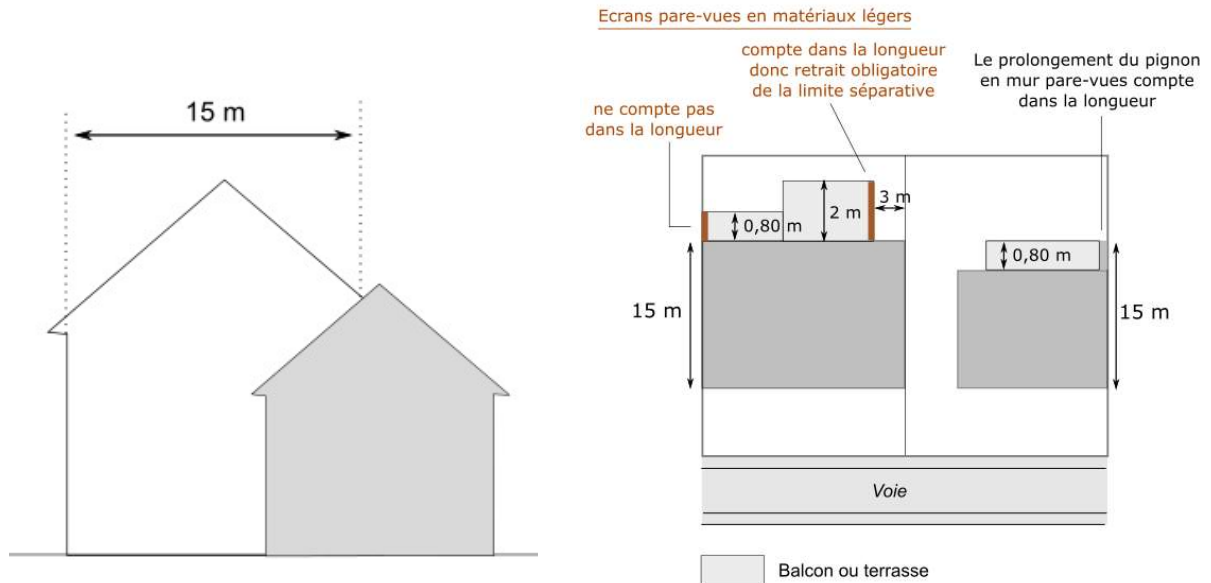 15 m
Ecrans pare-vues en matériaux légers
compte dans la longueur
donc retrait obligatoire
de la limite séparative
Le prolongement du pignon
en mur pare-vues compte
dans la longueur
ne compte pas
dans la longueur
3 m
2 m
0,80 m
0,80 m
15 m
15 m
Voie
Balcon ou terrasse